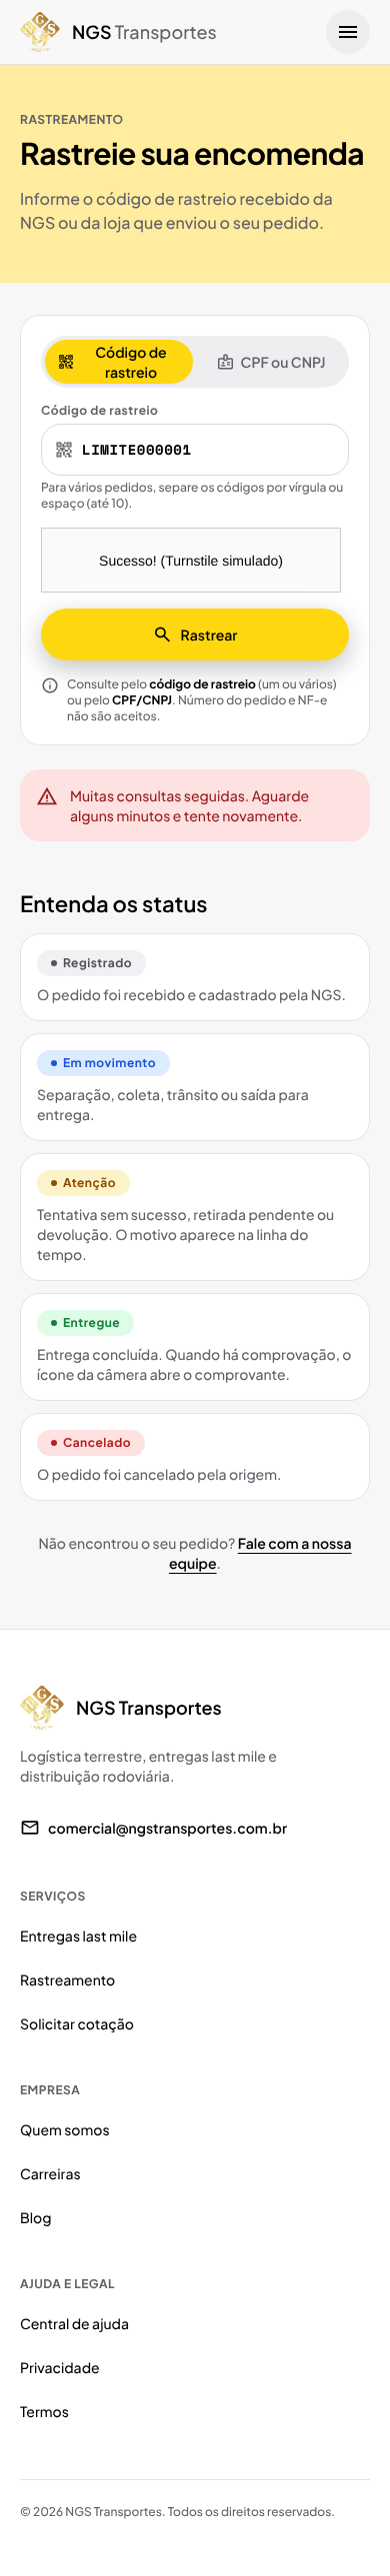 NGS Transportes
RASTREAMENTO
Rastreie sua encomenda
Informe o código de rastreio recebido da
NGS ou da loja que enviou o seu pedido.
Código de
rastreio
CPF ou CNPJ
Código de rastreio
LIMITE000001
Para vários pedidos, separe os códigos por vírgula ou
espaço (até 10).
Sucesso! (Turnstile simulado)
Rastrear
Consulte pelo código de rastreio (um ou vários)
ou pelo CPF/CNPJ. Número do pedido e NF-e
não são aceitos.
Muitas consultas seguidas. Aguarde
alguns minutos e tente novamente.
Entenda os status
Registrado
O pedido foi recebido e cadastrado pela NGS.
Em movimento
Separação, coleta, trânsito ou saída para
entrega.
Atenção
Tentativa sem sucesso, retirada pendente ou
devolução. O motivo aparece na linha do
tempo.
Entregue
Entrega concluída. Quando há comprovação, o
ícone da câmera abre o comprovante.
Cancelado
O pedido foi cancelado pela origem.
Não encontrou o seu pedido? Fale com a nossa
equipe.
NGS Transportes
Logística terrestre, entregas last mile e
distribuição rodoviária.
comercial@ngstransportes.com.br
SERVIÇOS
Entregas last mile
Rastreamento
Solicitar cotação
EMPRESA
Quem somos
Carreiras
Blog
AJUDA E LEGAL
Central de ajuda
Privacidade
Termos
© 2026 NGS Transportes. Todos os direitos reservados.